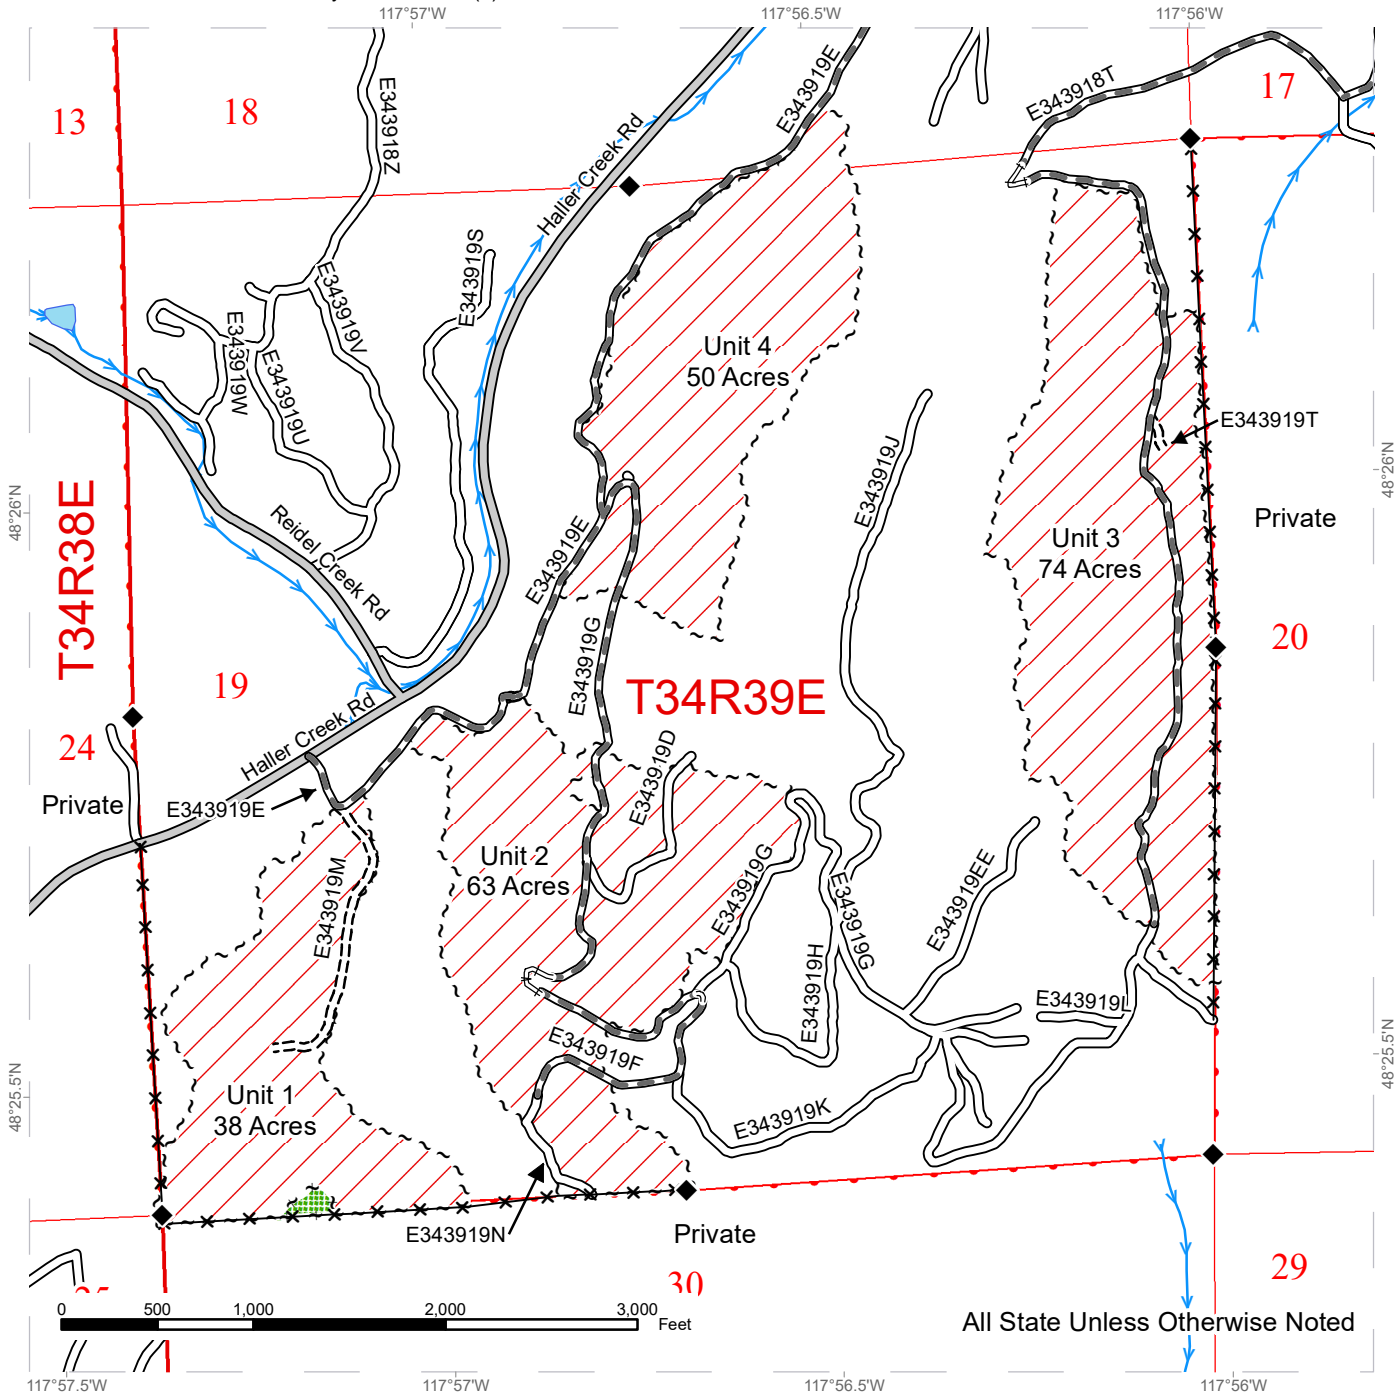 117°57'W
117°56.5'W
117°56'W
13
18
17
E343918Z
E343919E
E343918T
Haller Creek Rd
E343919S
E343919V
E343919W
E343919U
Unit 4
50 Acres
E343919T
E343919J
48°26'N
48°26'N
T34R38E
Reidel Creek Rd
E343919E
Private
Unit 3
74 Acres
E343919G
20
19
T34R39E
24
Haller Creek Rd
E343919D
Private
E343919E
Unit 2
63 Acres
E343919M
E343919G
E343919G
E343919EE
E343919H
E343919L
E343919F
48°25.5'N
48°25.5'N
Unit 1
38 Acres
E343919K
E343919N
Private
30
29
0 500 1,000 2,000 3,000
Feet
All State Unless Otherwise Noted
117°57.5'W
117°57'W
117°56.5'W
117°56'W